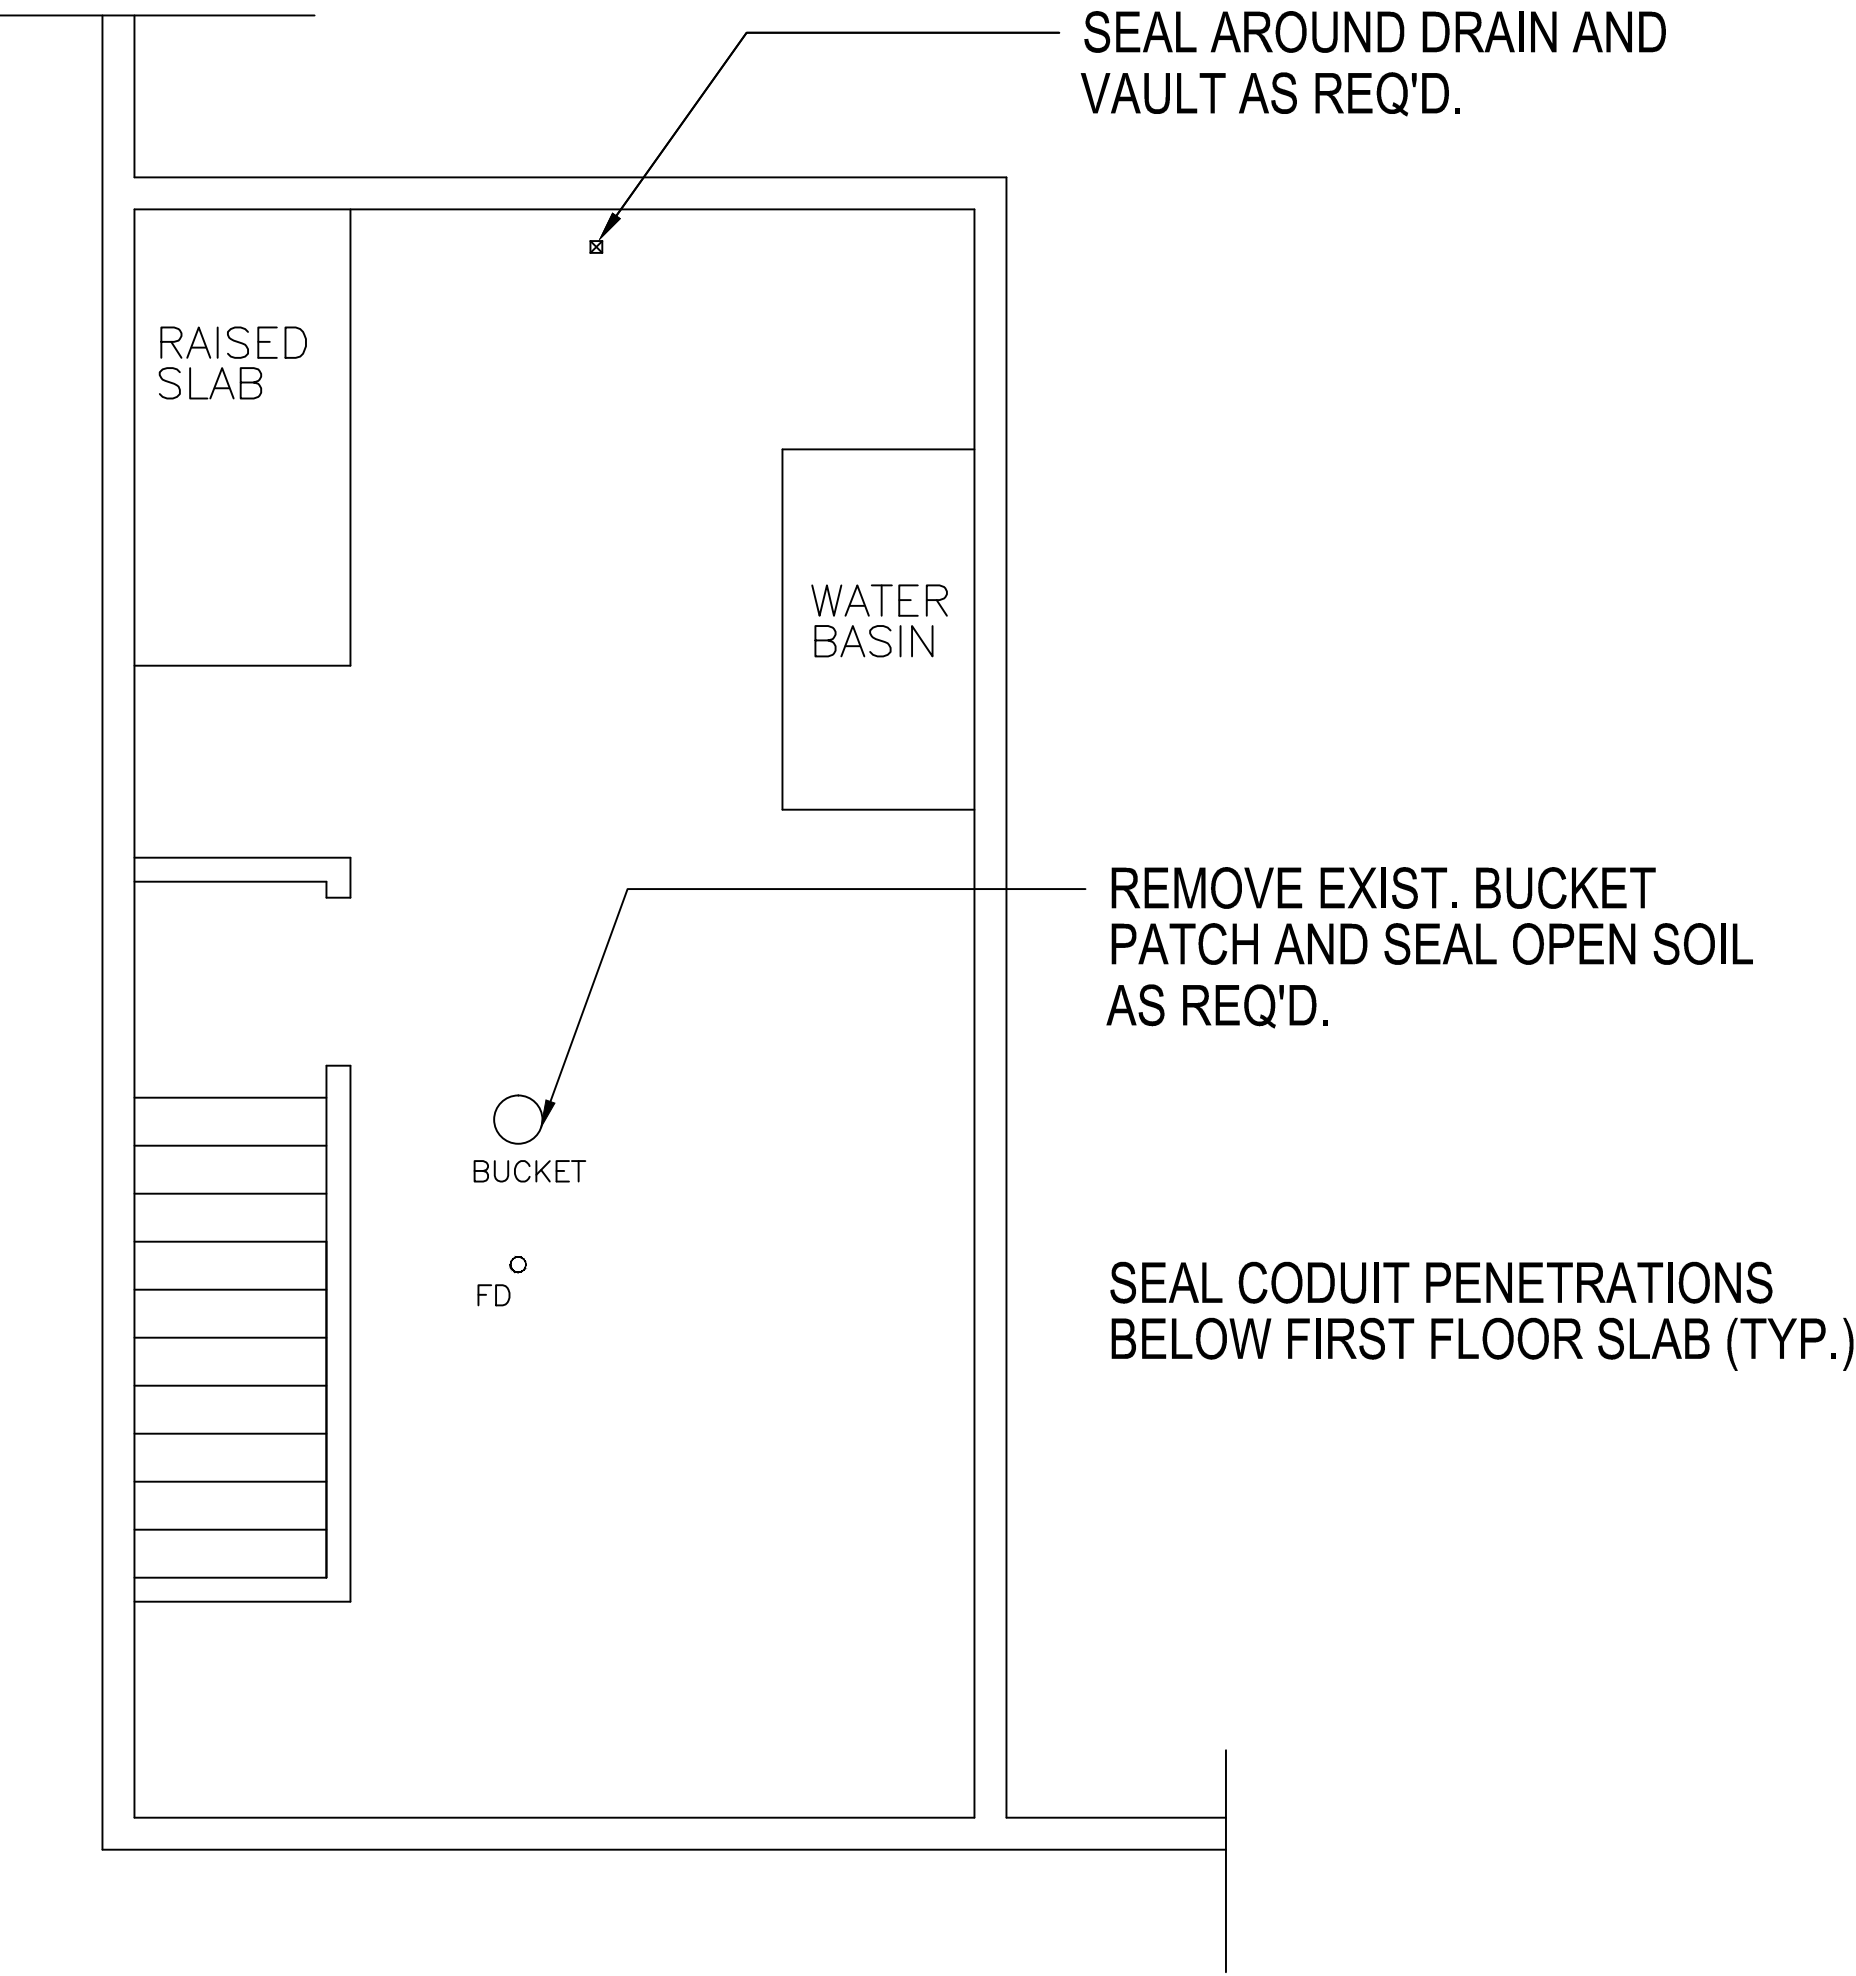 SEAL AROUND DRAIN AND
VAULT AS REQ'D.
RAISED
SLAB
WATER
BASIN
REMOVE EXIST. BUCKET
PATCH AND SEAL OPEN SOIL
AS REQ'D.
BUCKET
FD
SEAL CODUIT PENETRATIONS
BELOW FIRST FLOOR SLAB (TYP.)